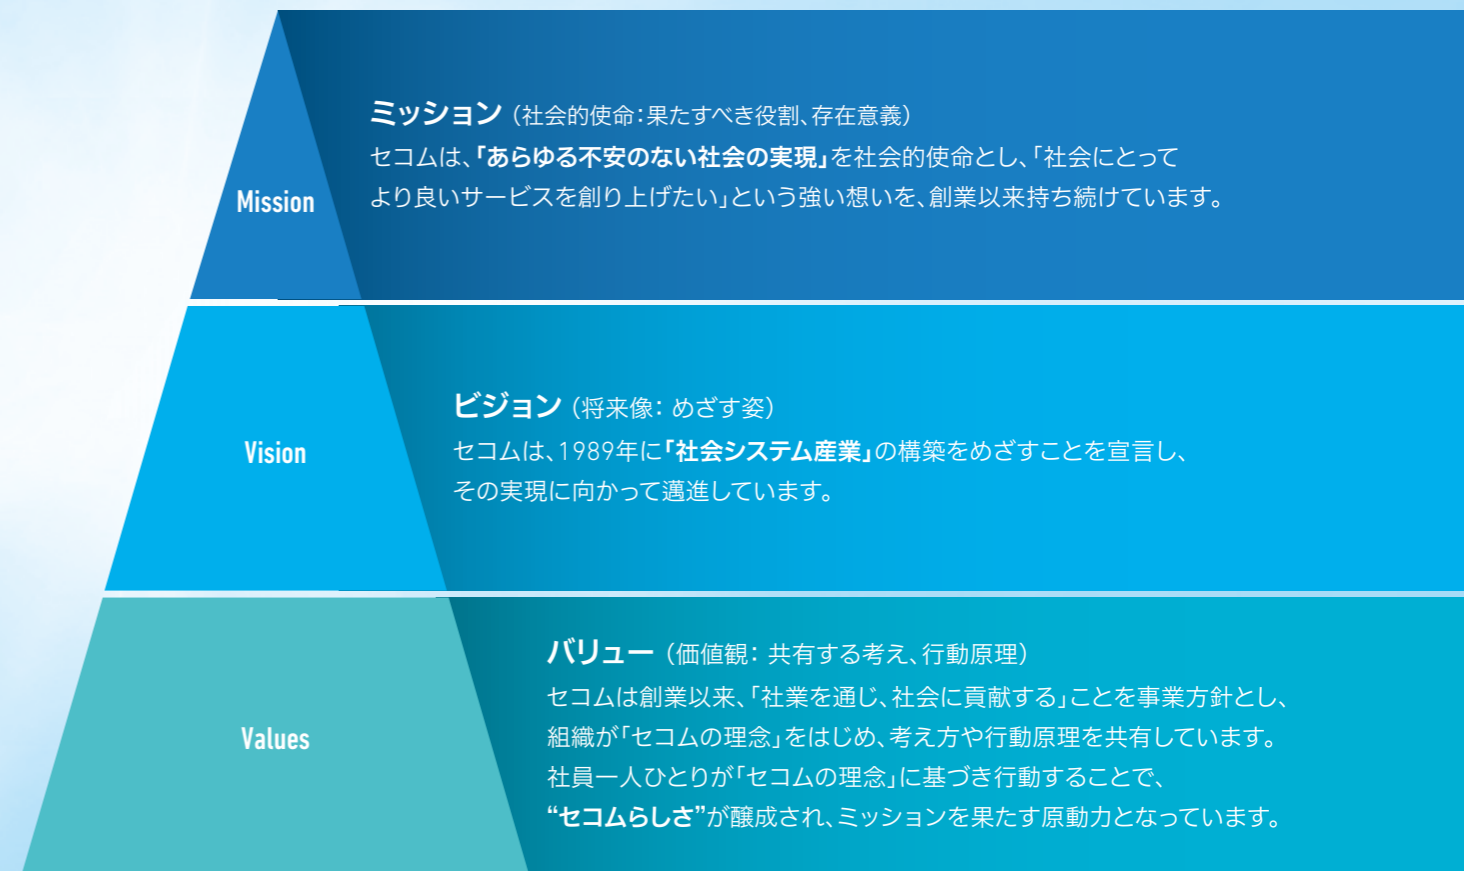 Mission
ミッション（社会的使命：果たすべき役割、存在意義）
セコムは、「あらゆる不安のない社会の実現」を社会的使命とし、「社会にとって
より良いサービスを創り上げたい」という強い想いを、創業以来持ち続けています。
Vision
ビジョン（将来像： めざす姿）
セコムは、1989年に「社会システム産業」の構築をめざすことを宣言し、
その実現に向かって邁進しています。
Values
バリュー（価値観： 共有する考え、行動原理）
セコムは創業以来、「社業を通じ、社会に貢献する」ことを事業方針とし、
組織が「セコムの理念」をはじめ、考え方や行動原理を共有しています。
社員一人ひとりが「セコムの理念」に基づき行動することで、
“セコムらしさ”が醸成され、ミッションを果たす原動力となっています。